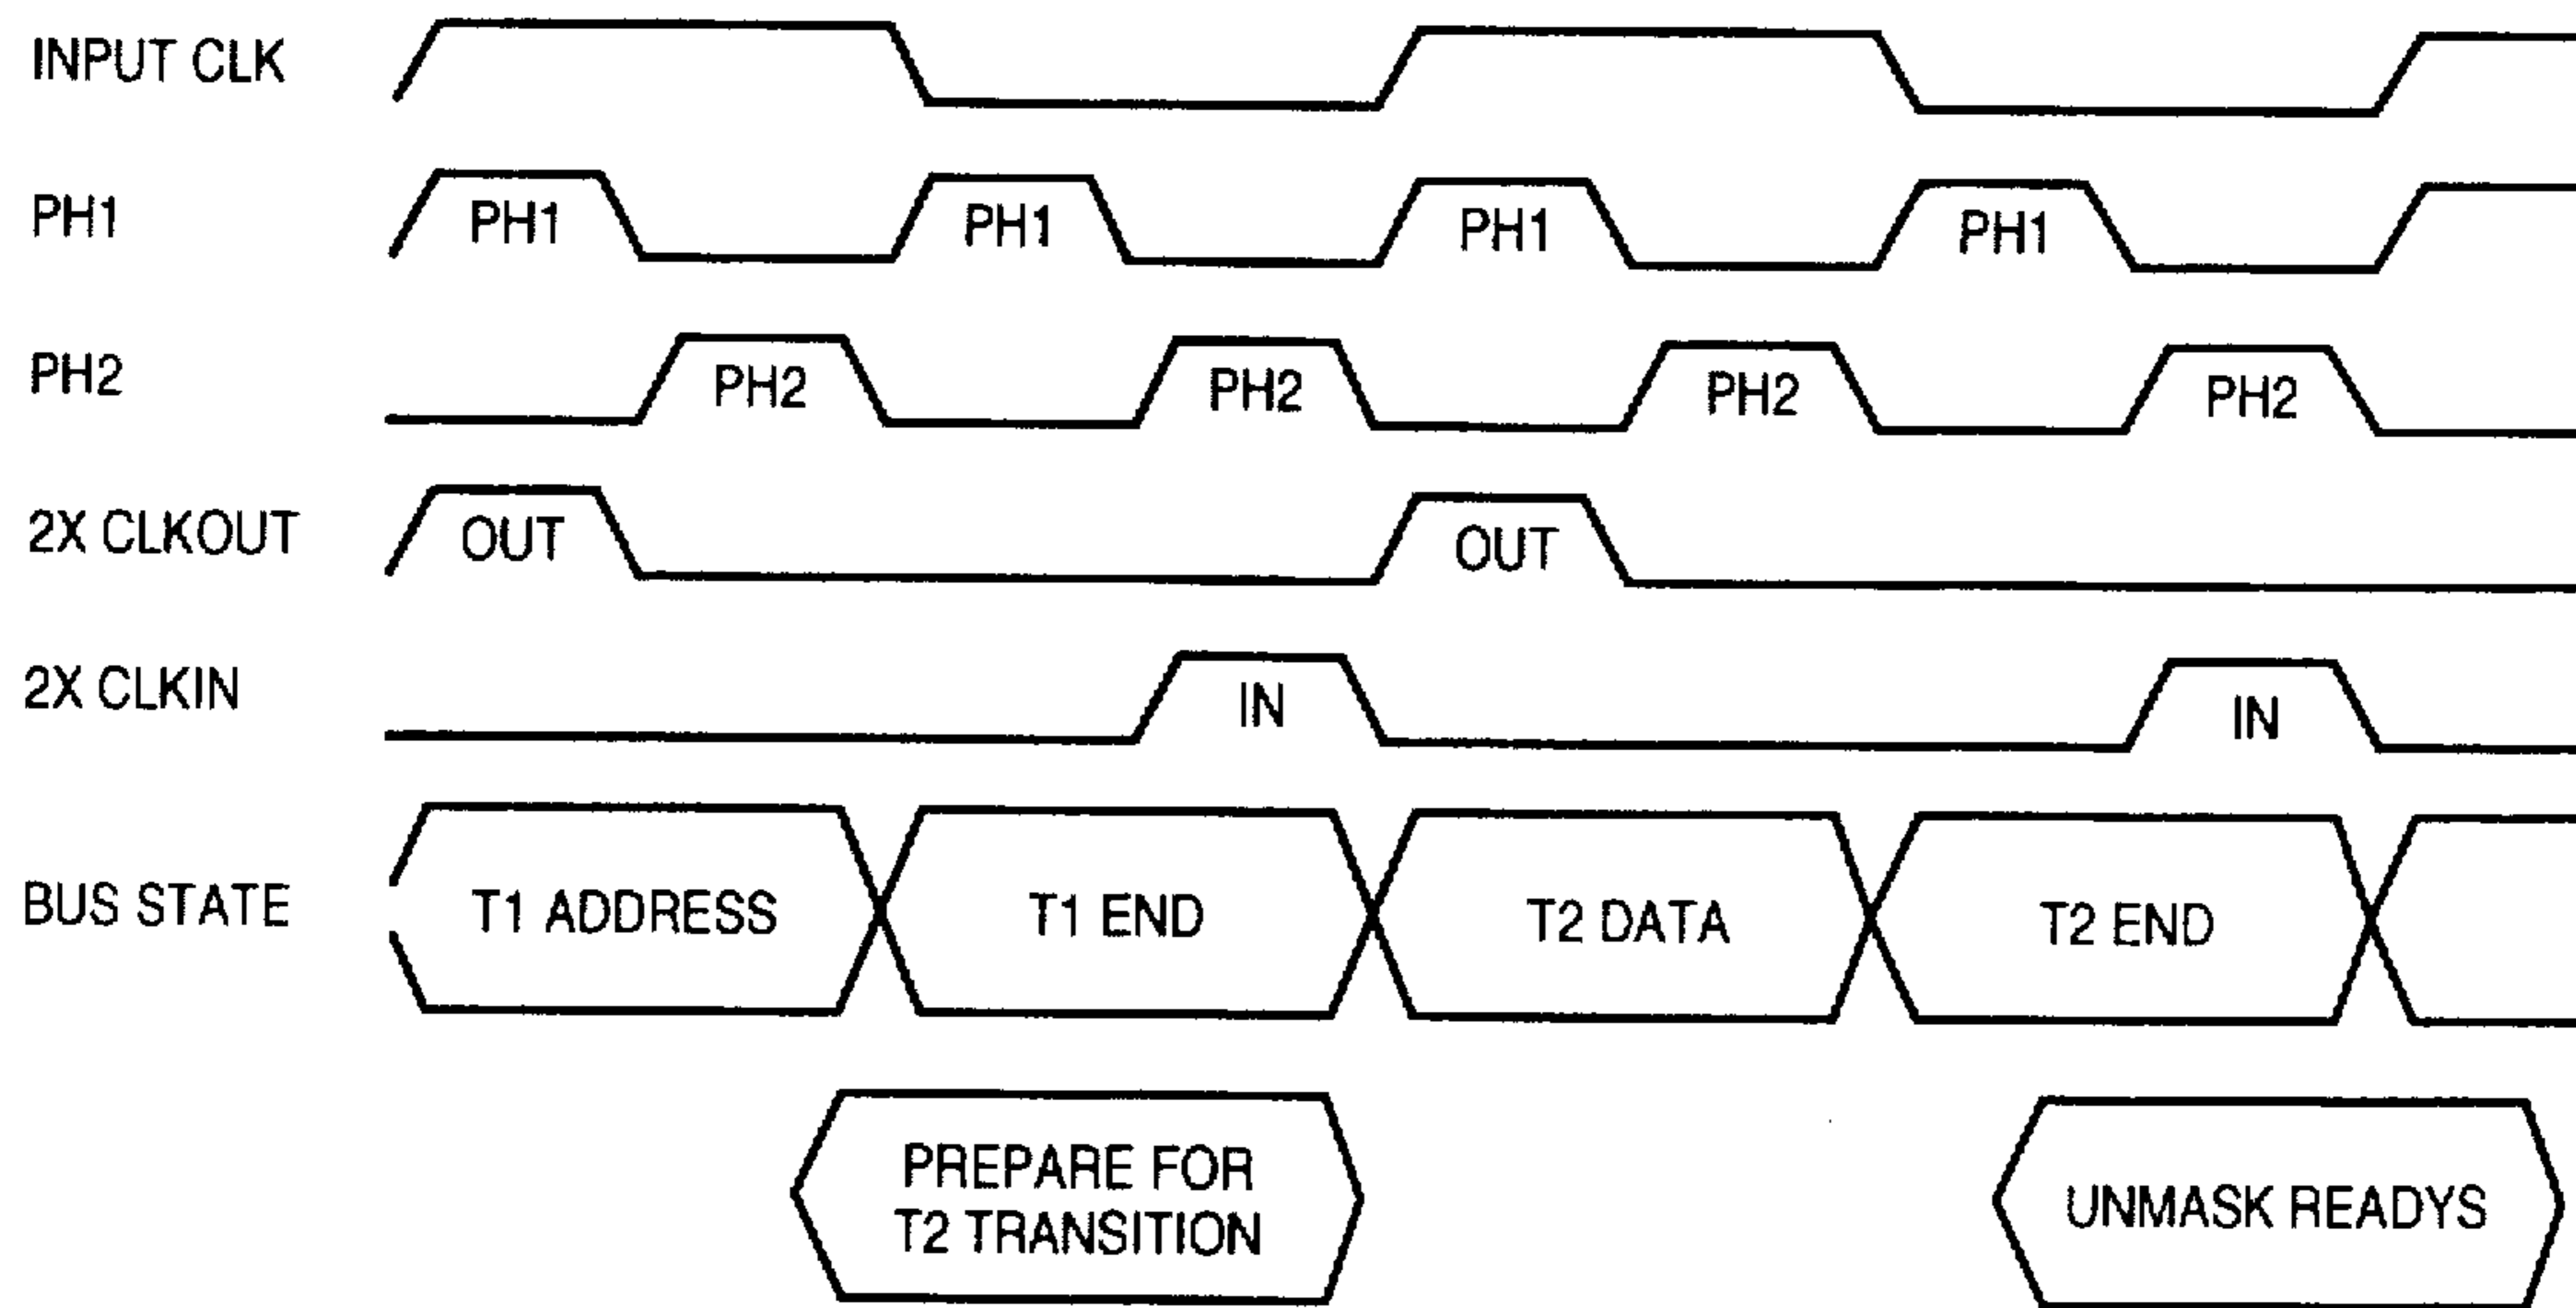 INPUT CLK
PH1
PH1
PH1
PH1
PH1
PH2
PH2
PH2
PH2
PH2
2X CLKOUT
OUT
OUT
2X CLKIN
IN
IN
BUS STATE
T1 ADDRESS
T1 END
T2 DATA
T2 END
PREPARE FOR
T2 TRANSITION
UNMASK READYS